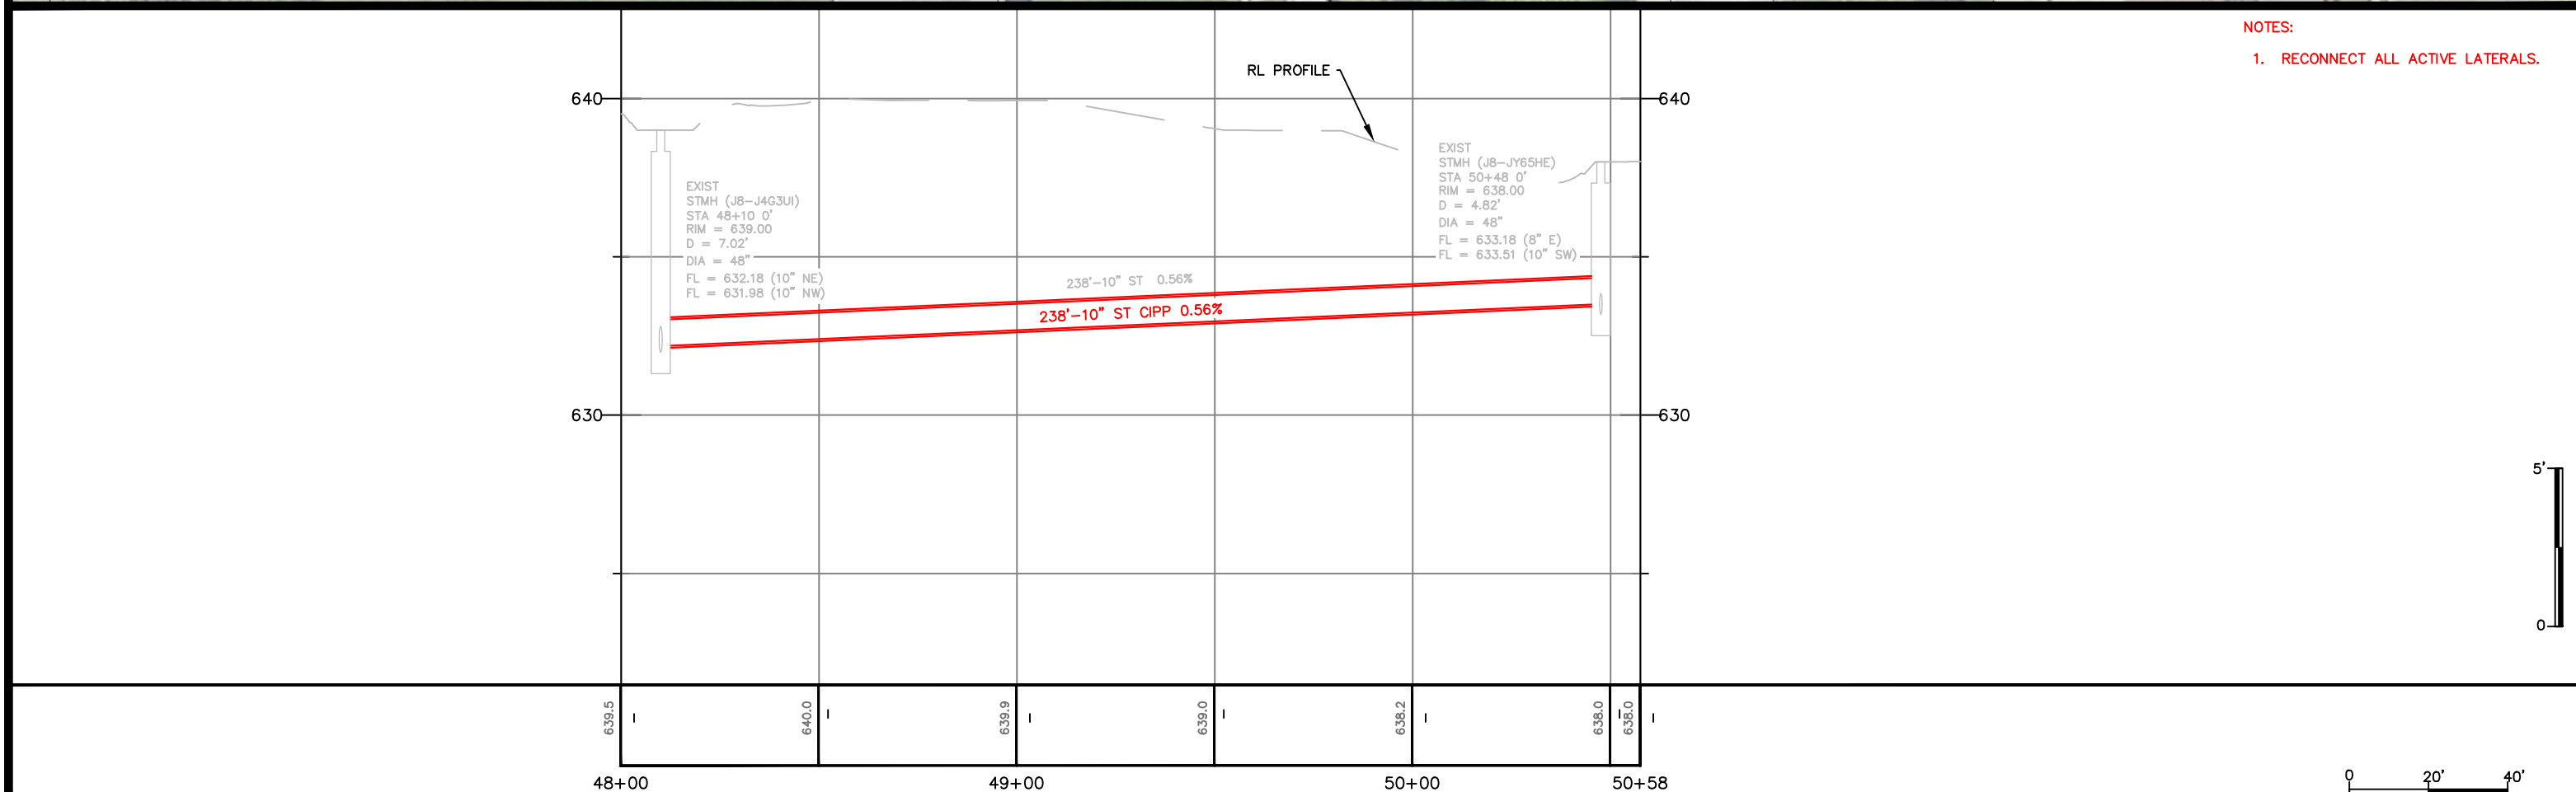 NOTES:
1. RECONNECT ALL ACTIVE LATERALS.
RL PROFILE
640
640
EXIST
STMH (J8-J4G3UI)
STA 48+10 0'
RIM = 639.00
D = 7.02'
DIA = 48"
FL = 632.18 (10" NE)
FL = 631.98 (10" NW)
EXIST
STMH (J8-JY65HE)
STA 50+48 0'
RIM = 638.00
D = 4.82'
DIA = 48"
FL = 633.18 (8" E)
FL = 633.51 (10" SW)
238'-10" ST 0.56%
238'-10" ST CIPP 0.56%
630
630
5'
0
639.5
640.0
639.9
639.0
638.2
638.0
638.0
48+00
49+00
50+00
50+58
0 20' 40'